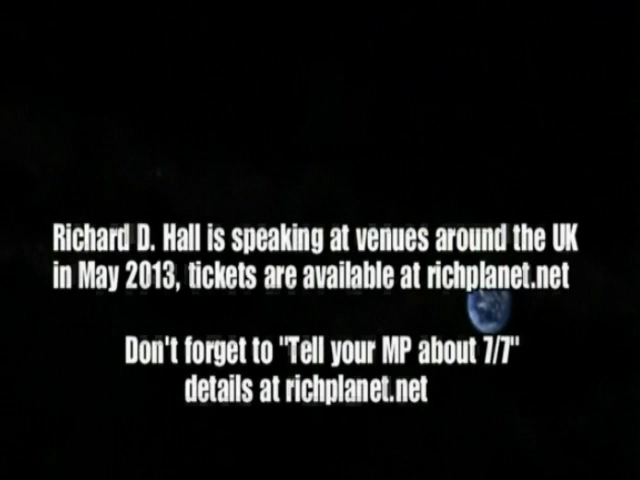 Richard D. Hall is speaking at venues around the UK
in May 2013, tickets are available at richplanet.net
Don't forget to "Tell your MP about 7/7"
details at richplanet.net